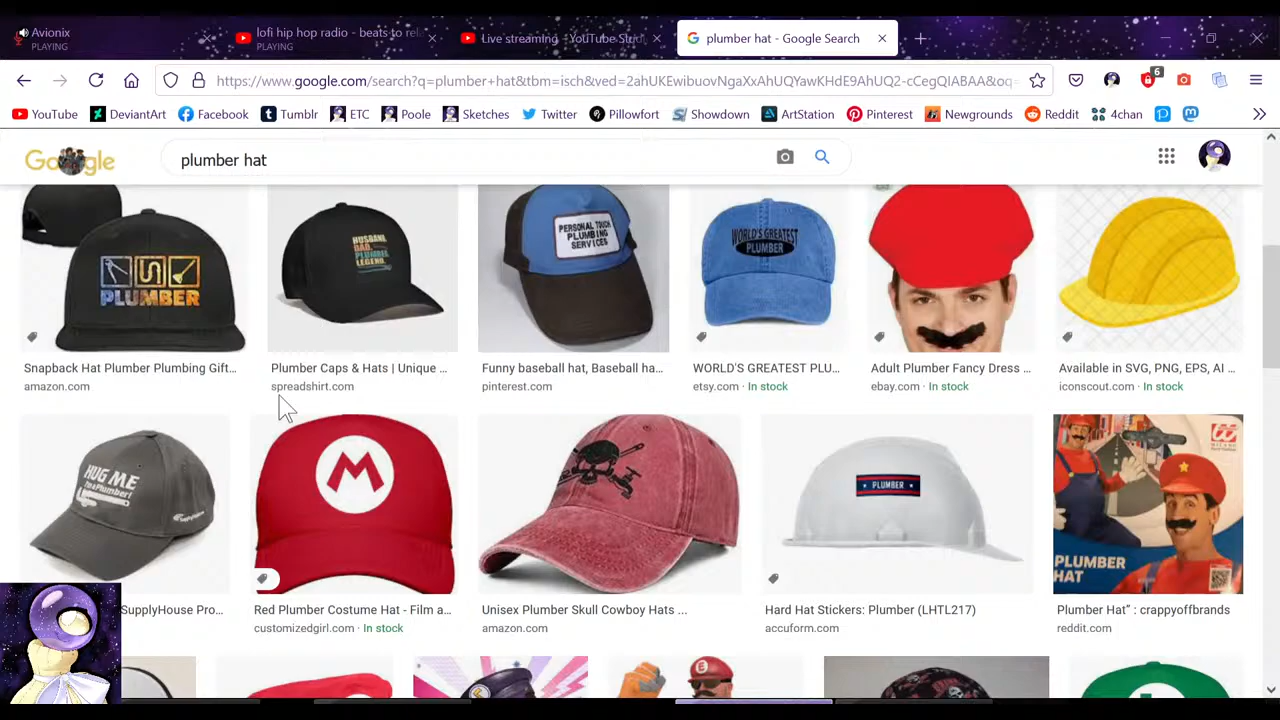 Avionix
PLAYING
lofi hip hop radio - beats to rel
PLAYING
Live streaming - YouTube Studi
plumber hat - Google Search
https://www.google.com/search?q=plumber+hat&tbm=isch&ved=2ahUKEwibuovNgaXxAhUQYawKHdE9AhUQ2-cCegQIABAA&oq=
6
YouTube DeviantArt Facebook Tumblr ETC Poole Sketches Twitter Pillowfort Showdown ArtStation Pinterest Newgrounds Reddit 4chan
Google plumber hat
PLUMBER
HUSBAND. DAD. PLUMBER. LEGEND.
PERSONAL TOUCH PLUMBING SERVICES
WORLD'S GREATEST PLUMBER
Snapback Hat Plumber Plumbing Gift...
amazon.com
Plumber Caps & Hats | Unique ...
spreadshirt.com
Funny baseball hat, Baseball ha...
pinterest.com
WORLD'S GREATEST PLU...
etsy.com · In stock
Adult Plumber Fancy Dress ...
ebay.com · In stock
Available in SVG, PNG, EPS, AI ...
iconscout.com · In stock
HUG ME
I'm a Plumber!
M
PLUMBER
PLUMBER
HAT
SupplyHouse Pro...
Red Plumber Costume Hat - Film a...
customizedgirl.com · In stock
Unisex Plumber Skull Cowboy Hats ...
amazon.com
Hard Hat Stickers: Plumber (LHTL217)
accuform.com
Plumber Hat” : crappyoffbrands
reddit.com
E
L